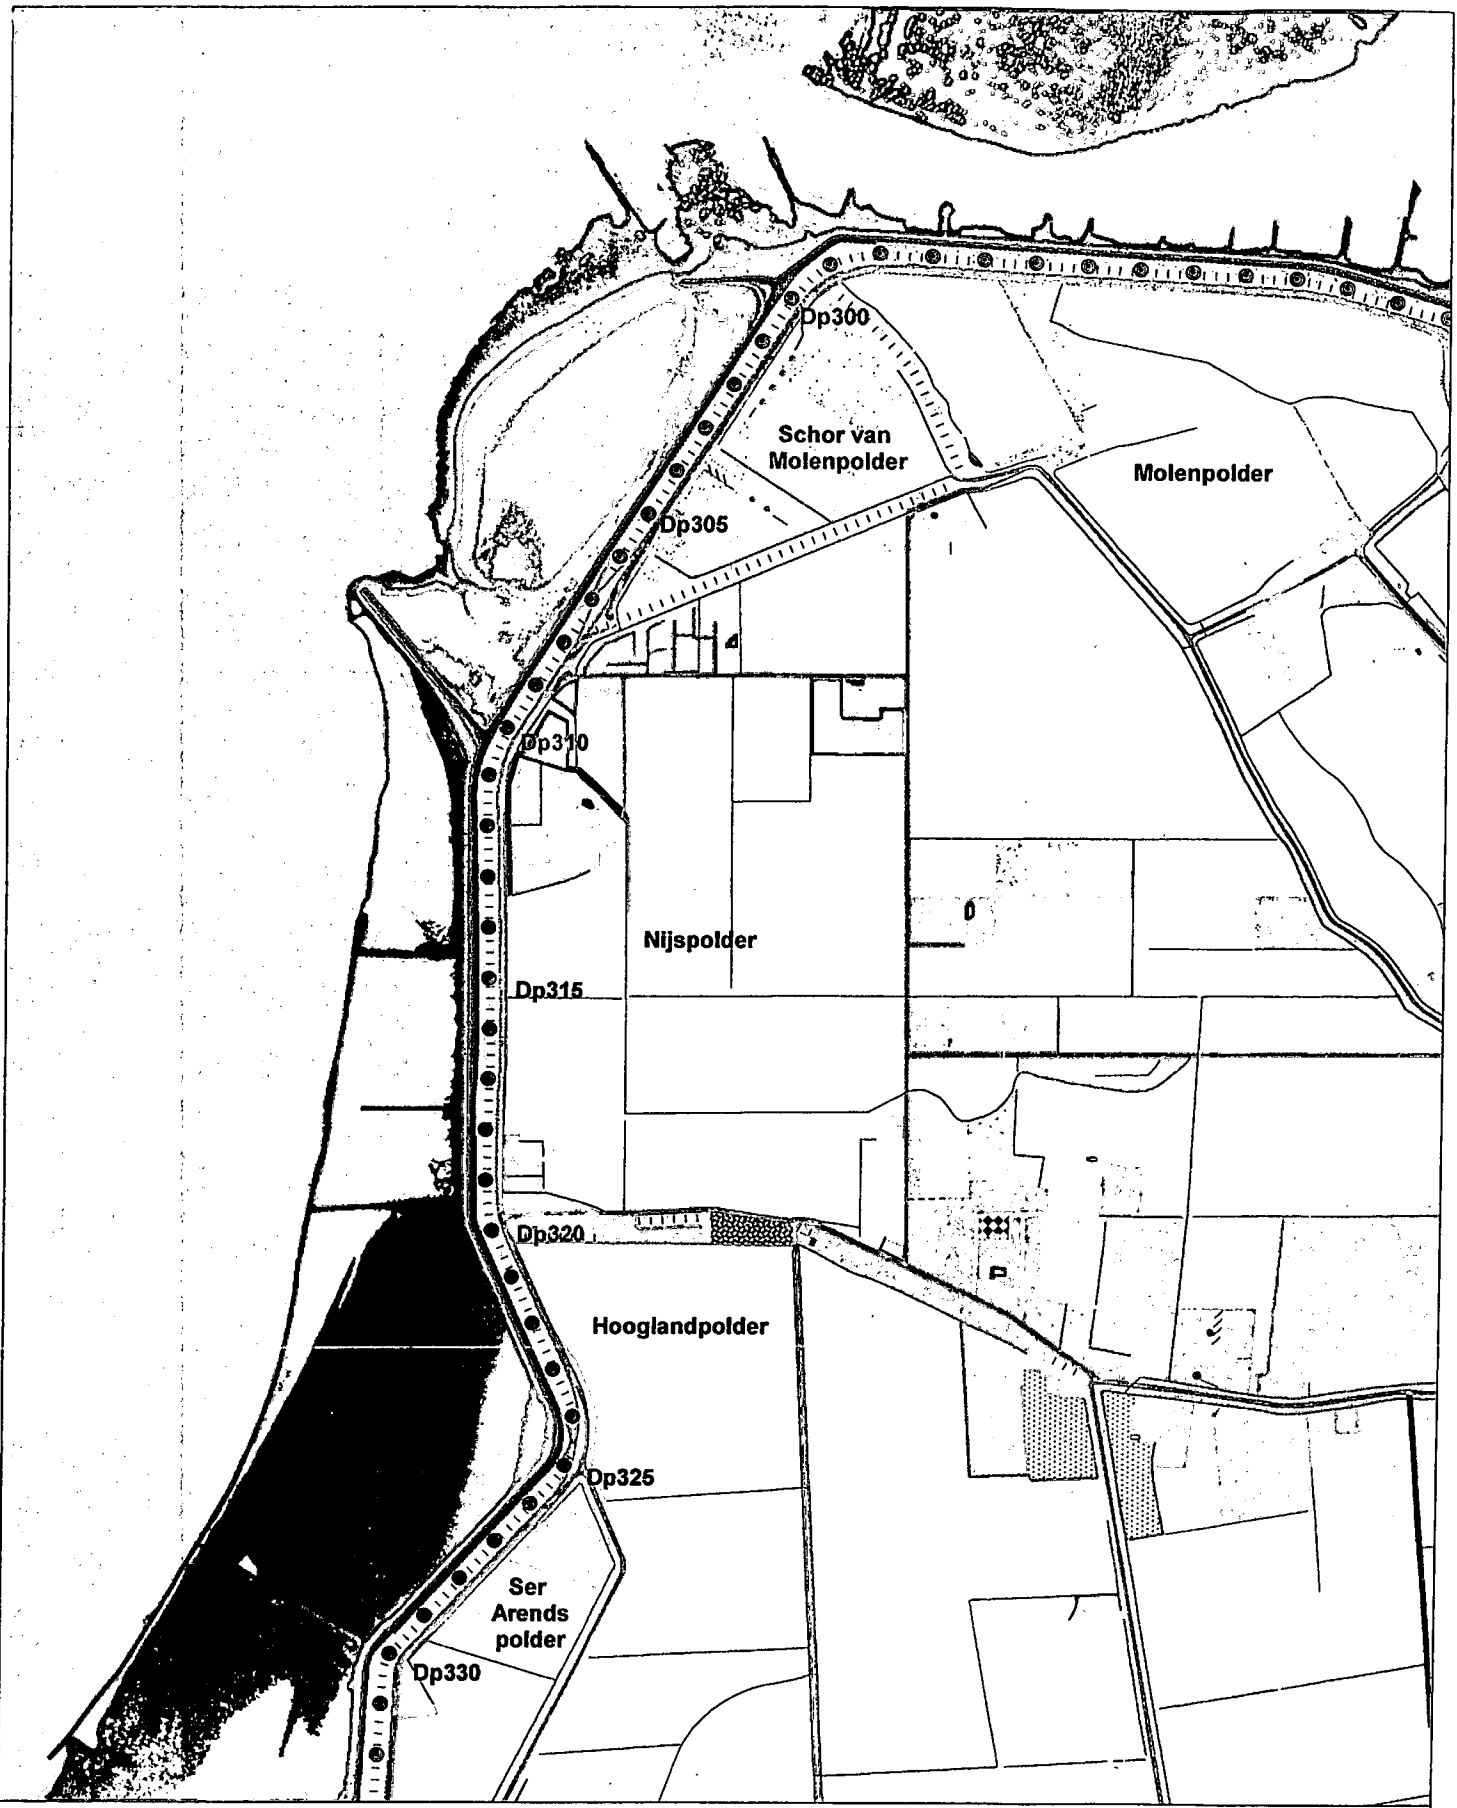 Dp300
Schor van
Molenpolder
Molenpolder
Dp305
Dp310
Nijspolder
Dp315
Dp320
Hooglandpolder
Dp325
Ser
Arends
polder
Dp330